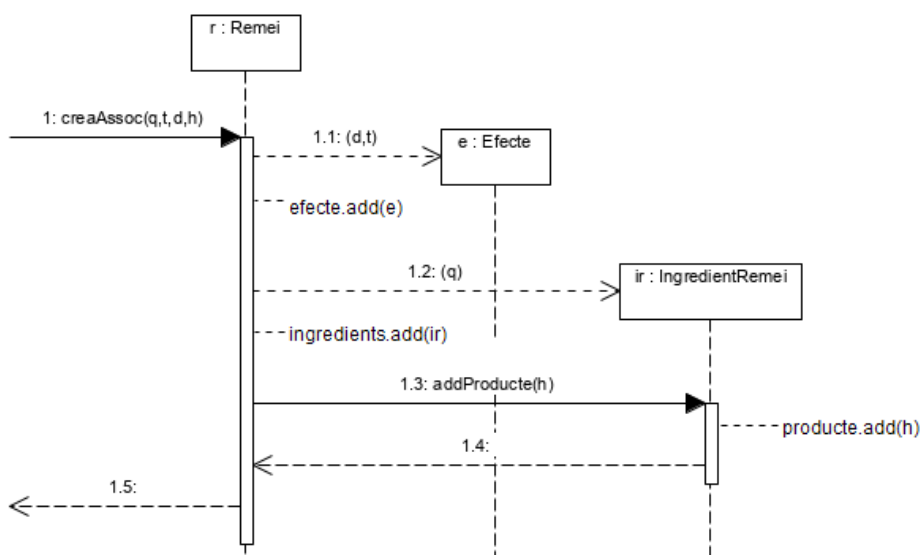 r : Remei
1: creaAssoc(q,t,d,h)
1.1: (d,t)
e : Efecte
efecte.add(e)
1.2: (q)
ir : IngredientRemei
ingredients.add(ir)
1.3: addProducte(h)
producte.add(h)
1.4:
1.5: